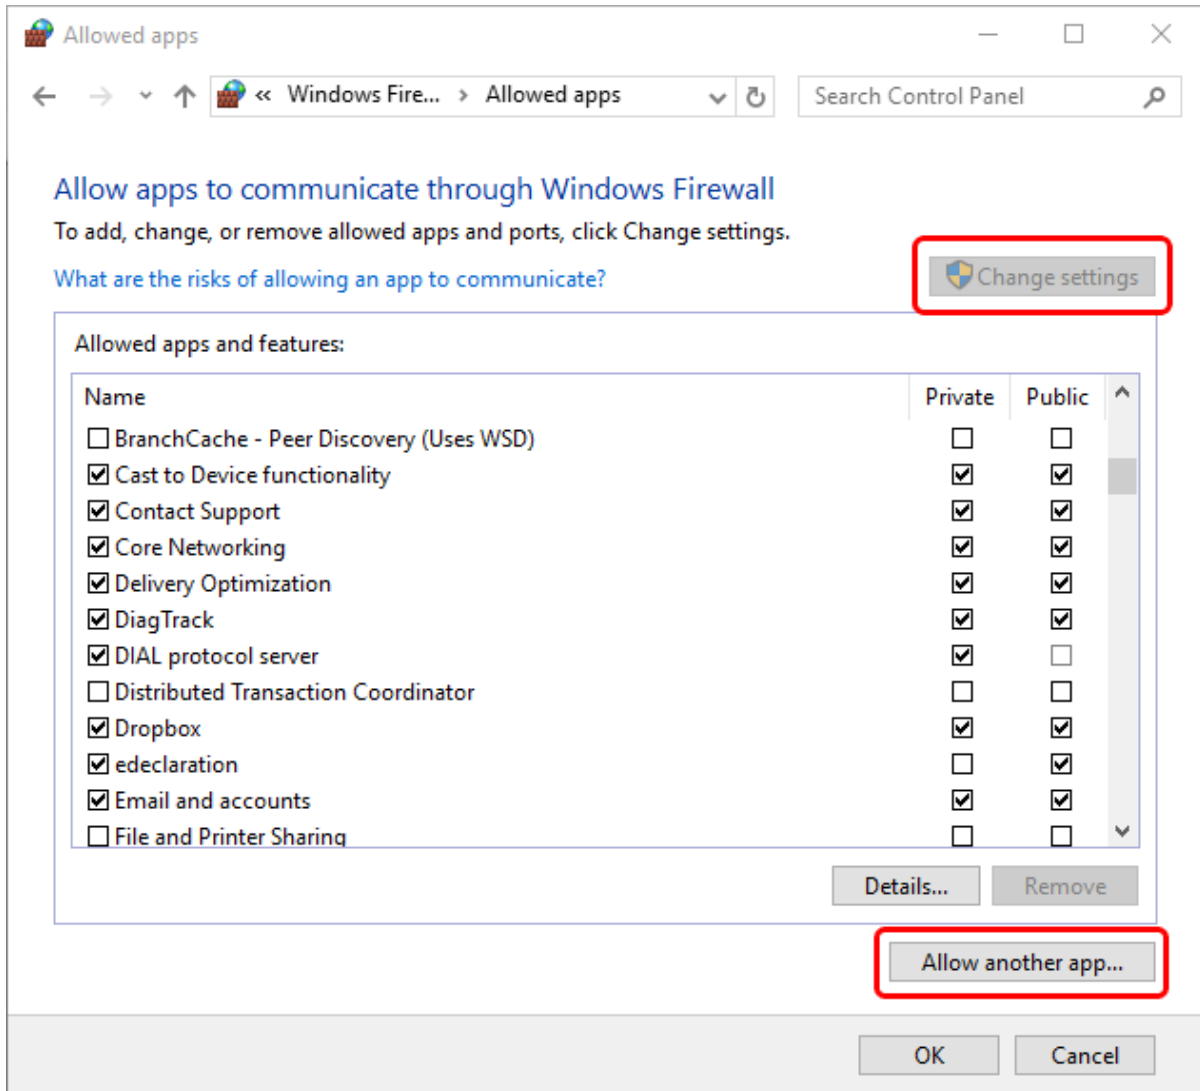 Allowed apps
« Windows Fire... > Allowed apps
Search Control Panel
Allow apps to communicate through Windows Firewall
To add, change, or remove allowed apps and ports, click Change settings.
What are the risks of allowing an app to communicate?
Change settings
Allowed apps and features:
Name Private Public
BranchCache - Peer Discovery (Uses WSD)
Cast to Device functionality
Contact Support
Core Networking
Delivery Optimization
DiagTrack
DIAL protocol server
Distributed Transaction Coordinator
Dropbox
edeclaration
Email and accounts
File and Printer Sharing
Details... Remove
Allow another app...
OK Cancel